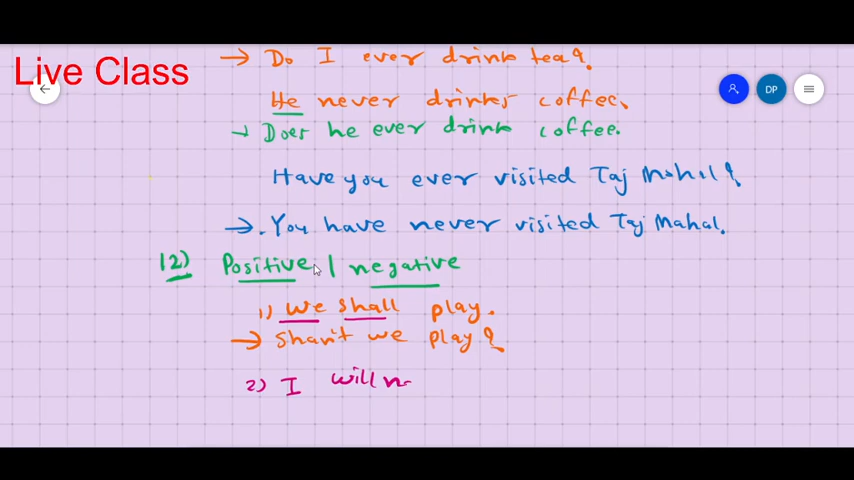 → Do I ever drink tea?
Live Class
He never drinks coffee.
→ Does he ever drink coffee.
DP
Have you ever visited Taj Mahal?
→ . You have never visited Taj Mahal.
12) Positive / negative
1) We shall play.
→ Shan't we play?
2) I will n